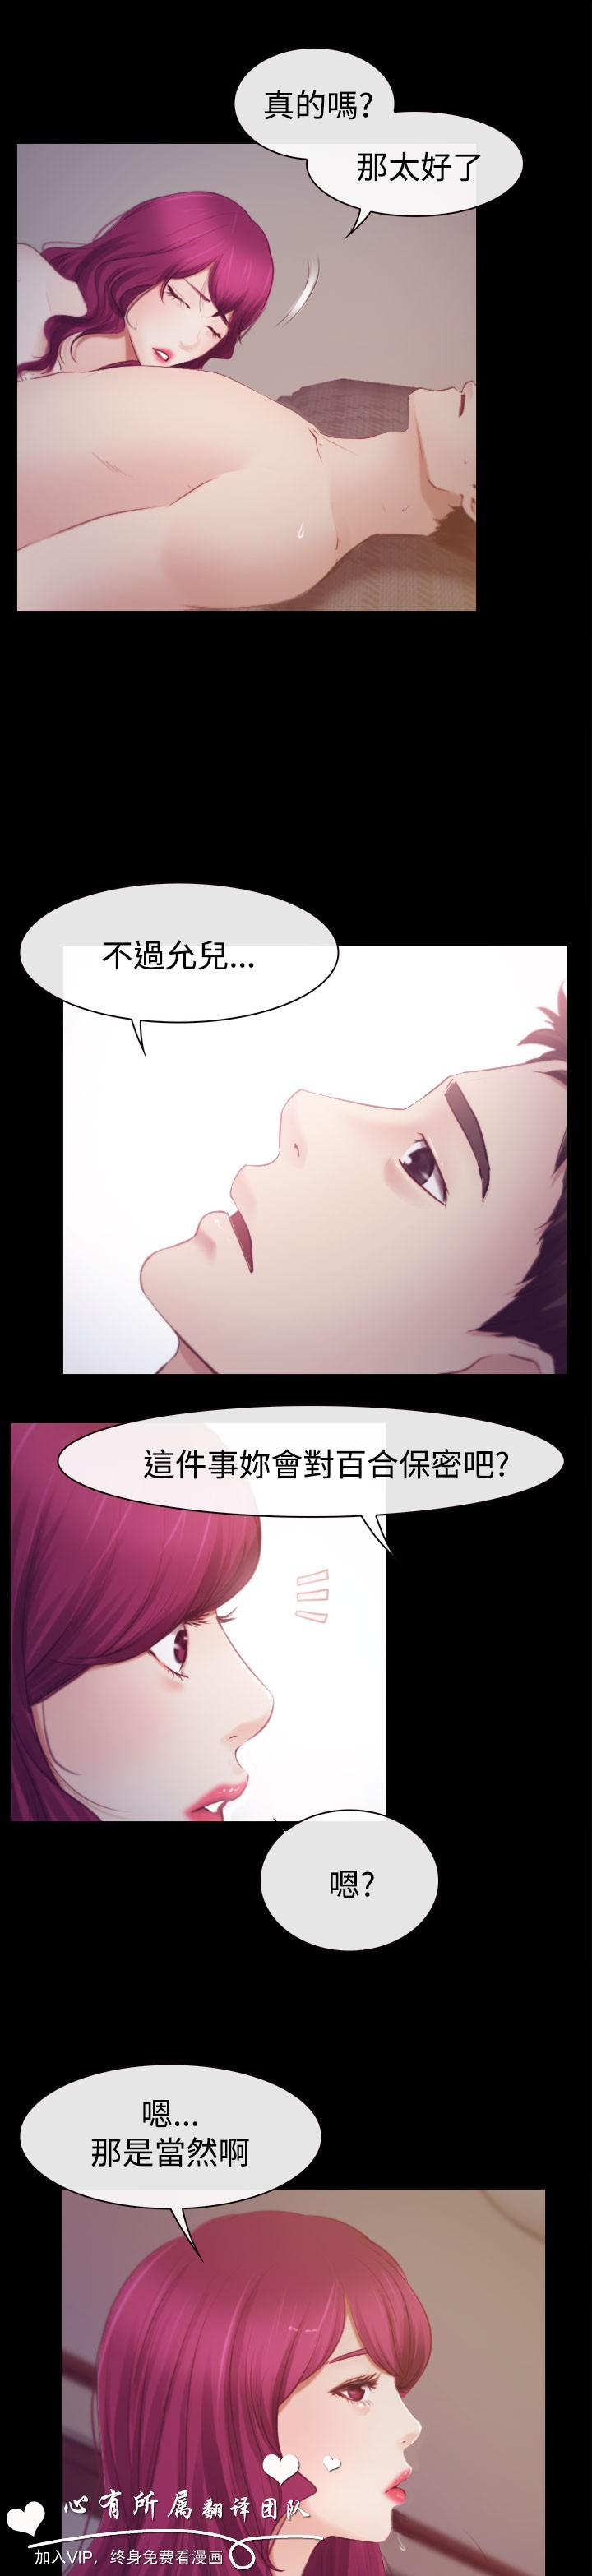 真的嗎?
那太好了
不過允兒...
這件事妳會對百合保密吧?
嗯?
嗯...
那是當然啊
心有所属翻译团队
加入VIP，终身免费看漫画